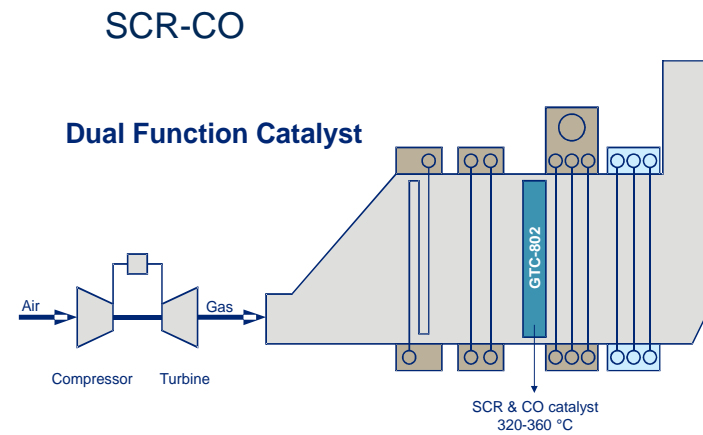 SCR-CO
Dual Function Catalyst
GTC-802
Air
Gas
Compressor
Turbine
SCR & CO catalyst
320-360 °C